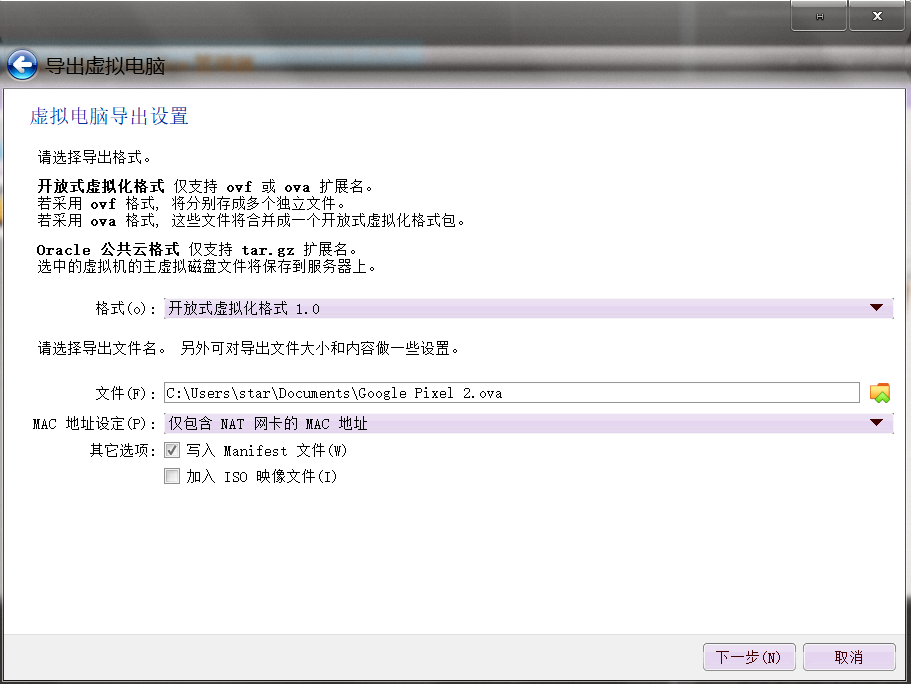 导出虚拟电脑
虚拟电脑导出设置
请选择导出格式。
开放式虚拟化格式 仅支持 ovf 或 ova 扩展名。
若采用 ovf 格式, 将分别存成多个独立文件。
若采用 ova 格式, 这些文件将合并成一个开放式虚拟化格式包。
Oracle 公共云格式 仅支持 tar.gz 扩展名。
选中的虚拟机的主虚拟磁盘文件将保存到服务器上。
格式(o): 开放式虚拟化格式 1.0
请选择导出文件名。 另外可对导出文件大小和内容做一些设置。
文件(F): C:\Users\star\Documents\Google Pixel 2.ova
MAC 地址设定(P): 仅包含 NAT 网卡的 MAC 地址
其它选项: 写入 Manifest 文件(W)
加入 ISO 映像文件(I)
下一步(N) 取消